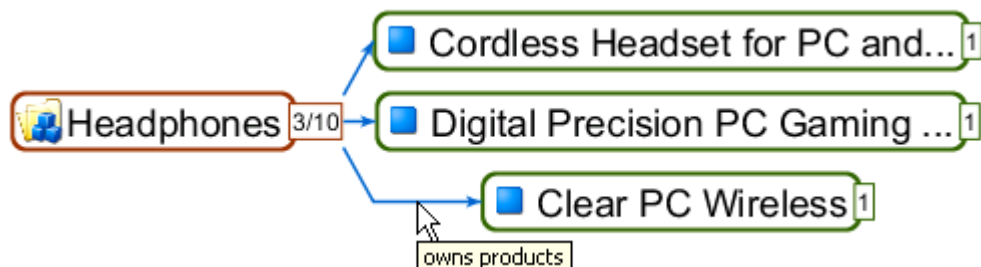 Cordless Headset for PC and... 1
Headphones 3/10 Digital Precision PC Gaming ... 1
Clear PC Wireless 1
owns products